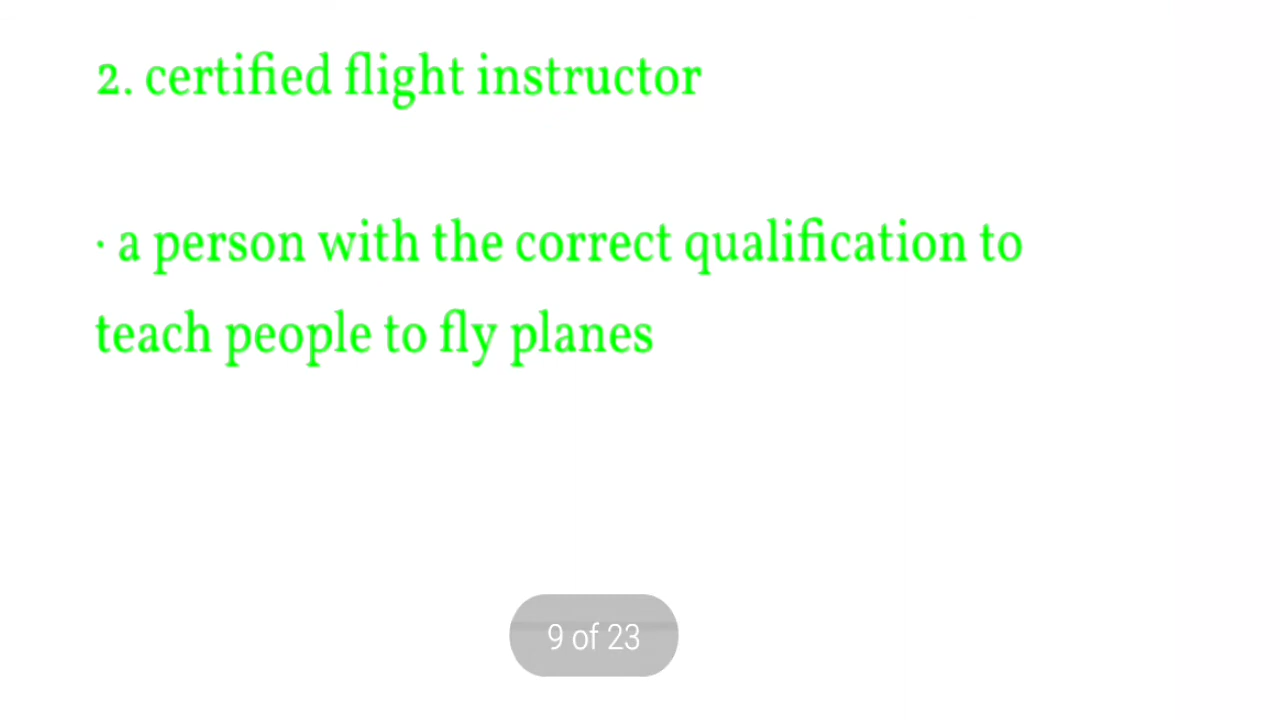 2. certified flight instructor
· a person with the correct qualification to
teach people to fly planes
9 of 23